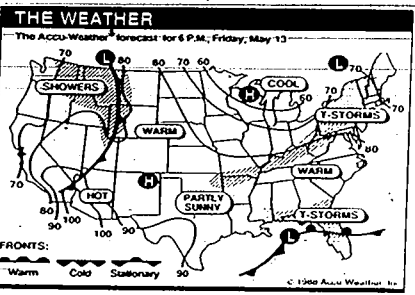 THE WEATHER
The Accu-Weather forecast for 6 P.M., Friday, May 13
70
L
80
60
70
60
L
70
COOL
H
50
SHOWERS
70
T-STORMS
WARM
80
H
WARM
70
HOT
PARTLY
SUNNY
T-STORMS
80
90
100
100
90
90
L
FRONTS:
Warm
Cold
Stationary
© 1988 Accu-Weather, Inc.